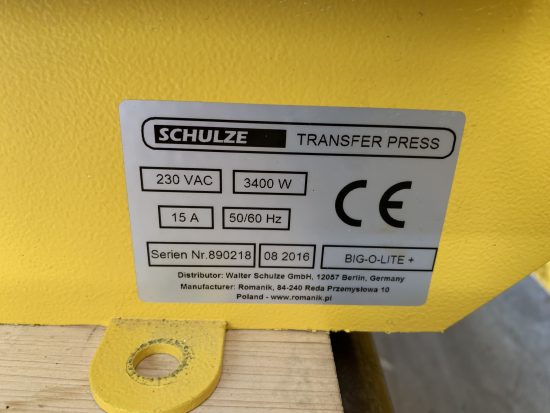 SCHULZE TRANSFER PRESS
230 VAC 3400 W
15 A 50/60 Hz
CE
Serien Nr.890218 08 2016 BIG-O-LITE +
Distributor: Walter Schulze GmbH, 12057 Berlin, Germany
Manufacturer: Romanik, 84-240 Reda Przemysłowa 10
Poland - www.romanik.pl